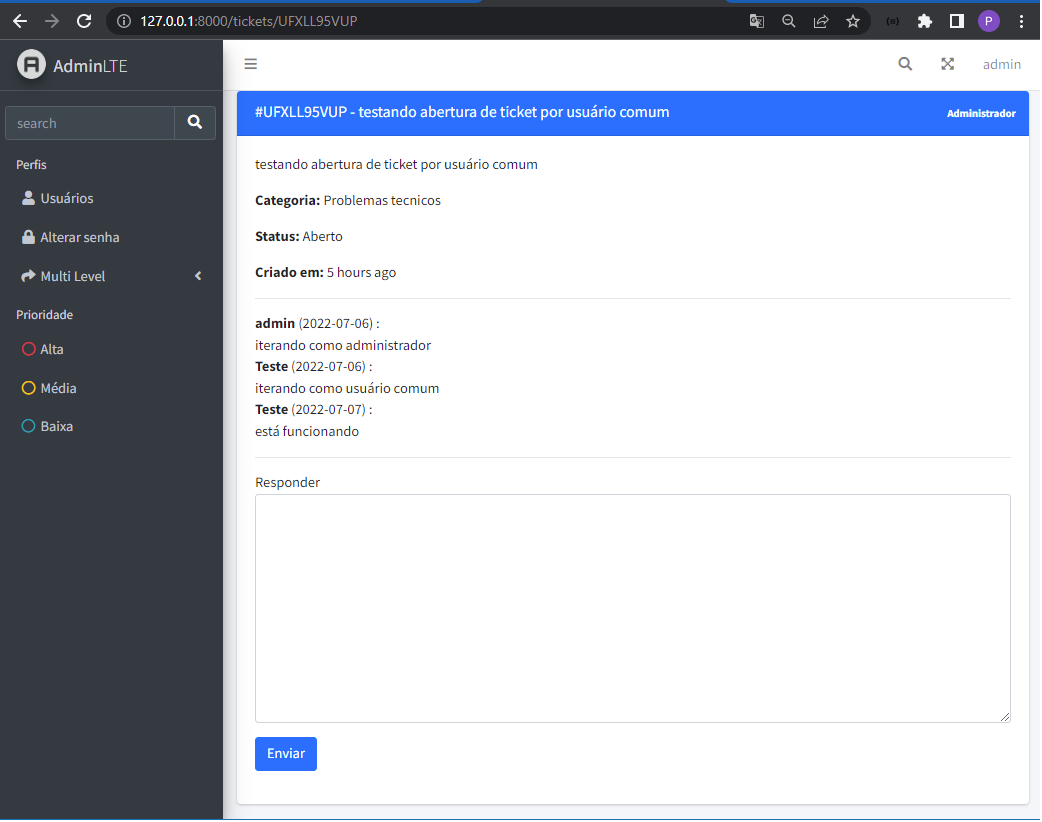 127.0.0.1:8000/tickets/UFXLL95VUP
P
AdminLTE
admin
search
Perfis
Usuários
Alterar senha
Multi Level
Prioridade
Alta
Média
Baixa
#UFXLL95VUP - testando abertura de ticket por usuário comum
Administrador
testando abertura de ticket por usuário comum
Categoria: Problemas tecnicos
Status: Aberto
Criado em: 5 hours ago
admin (2022-07-06) :
iterando como administrador
Teste (2022-07-06) :
iterando como usuário comum
Teste (2022-07-07) :
está funcionando
Responder
Enviar